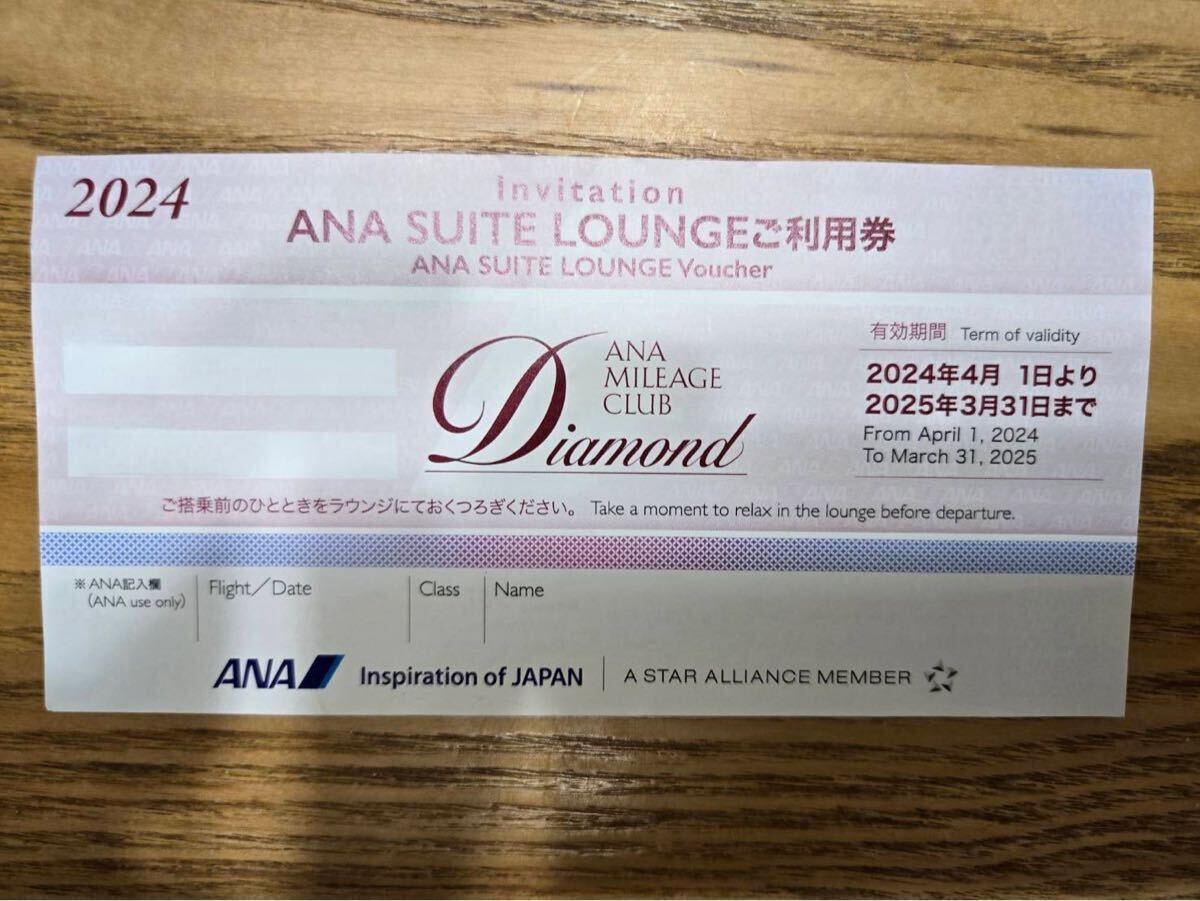 2024
Invitation
ANA SUITE LOUNGEご利用券
ANA SUITE LOUNGE Voucher
ANA
MILEAGE
CLUB
Diamond
有効期間 Term of validity
2024年4月 1日より
2025年3月31日まで
From April 1, 2024
To March 31, 2025
ご搭乗前のひとときをラウンジにておくつろぎください。 Take a moment to relax in the lounge before departure.
※ANA記入欄
(ANA use only)
Flight/Date
Class
Name
ANA Inspiration of JAPAN A STAR ALLIANCE MEMBER